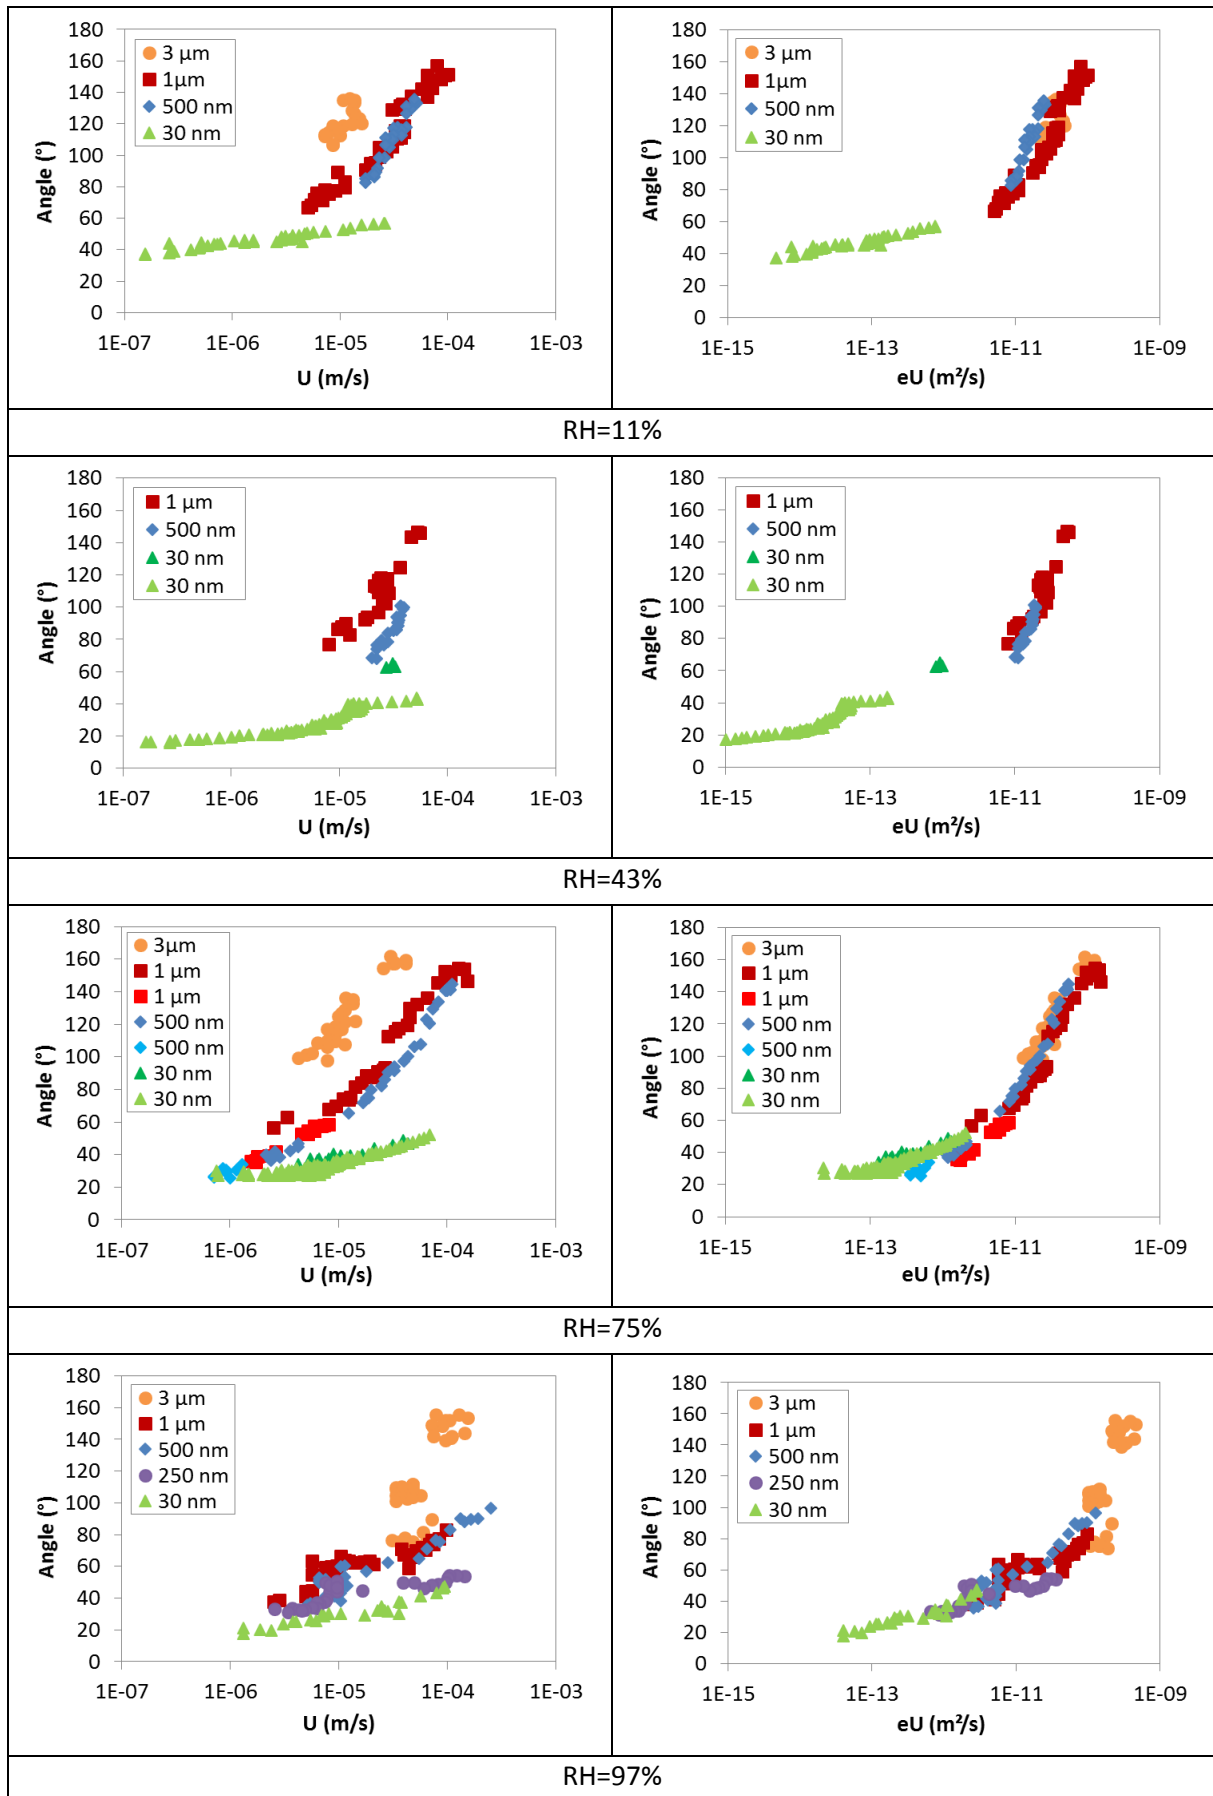 180
160
140
120
100
80
60
40
20
0
Angle (°)
3 µm
1µm
500 nm
30 nm
1E-07 1E-06 1E-05 1E-04 1E-03
U (m/s)
180
160
140
120
100
80
60
40
20
0
Angle (°)
3 µm
1 µm
500 nm
30 nm
1E-15 1E-13 1E-11 1E-09
eU (m²/s)
RH=11%
180
160
140
120
100
80
60
40
20
0
Angle (°)
1 µm
500 nm
30 nm
30 nm
1E-07 1E-06 1E-05 1E-04 1E-03
U (m/s)
180
160
140
120
100
80
60
40
20
0
Angle (°)
1 µm
500 nm
30 nm
30 nm
1E-15 1E-13 1E-11 1E-09
eU (m²/s)
RH=43%
180
160
140
120
100
80
60
40
20
0
Angle (°)
3µm
1 µm
1 µm
500 nm
500 nm
30 nm
30 nm
1E-07 1E-06 1E-05 1E-04 1E-03
U (m/s)
180
160
140
120
100
80
60
40
20
0
Angle (°)
3 µm
1 µm
1 µm
500 nm
500 nm
30 nm
30 nm
1E-15 1E-13 1E-11 1E-09
eU (m²/s)
RH=75%
180
160
140
120
100
80
60
40
20
0
Angle (°)
3 µm
1 µm
500 nm
250 nm
30 nm
1E-07 1E-06 1E-05 1E-04 1E-03
U (m/s)
180
160
140
120
100
80
60
40
20
0
Angle (°)
3 µm
1 µm
500 nm
250 nm
30 nm
1E-15 1E-13 1E-11 1E-09
eU (m²/s)
RH=97%